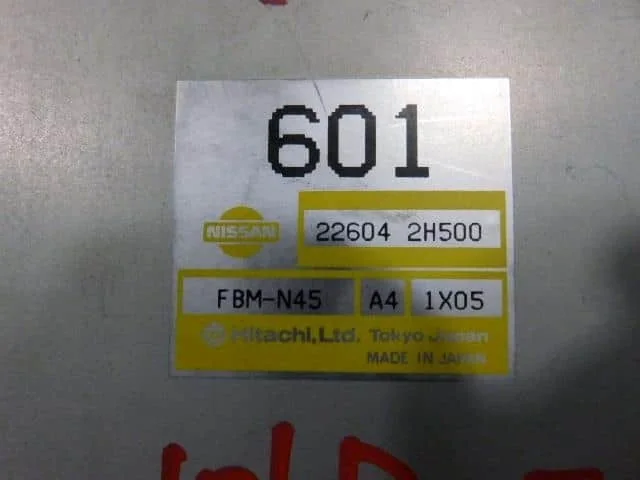 601
NISSAN 22604 2H500
FBM-N45 A4 1X05
Hitachi, Ltd. Tokyo Japan
MADE IN JAPAN